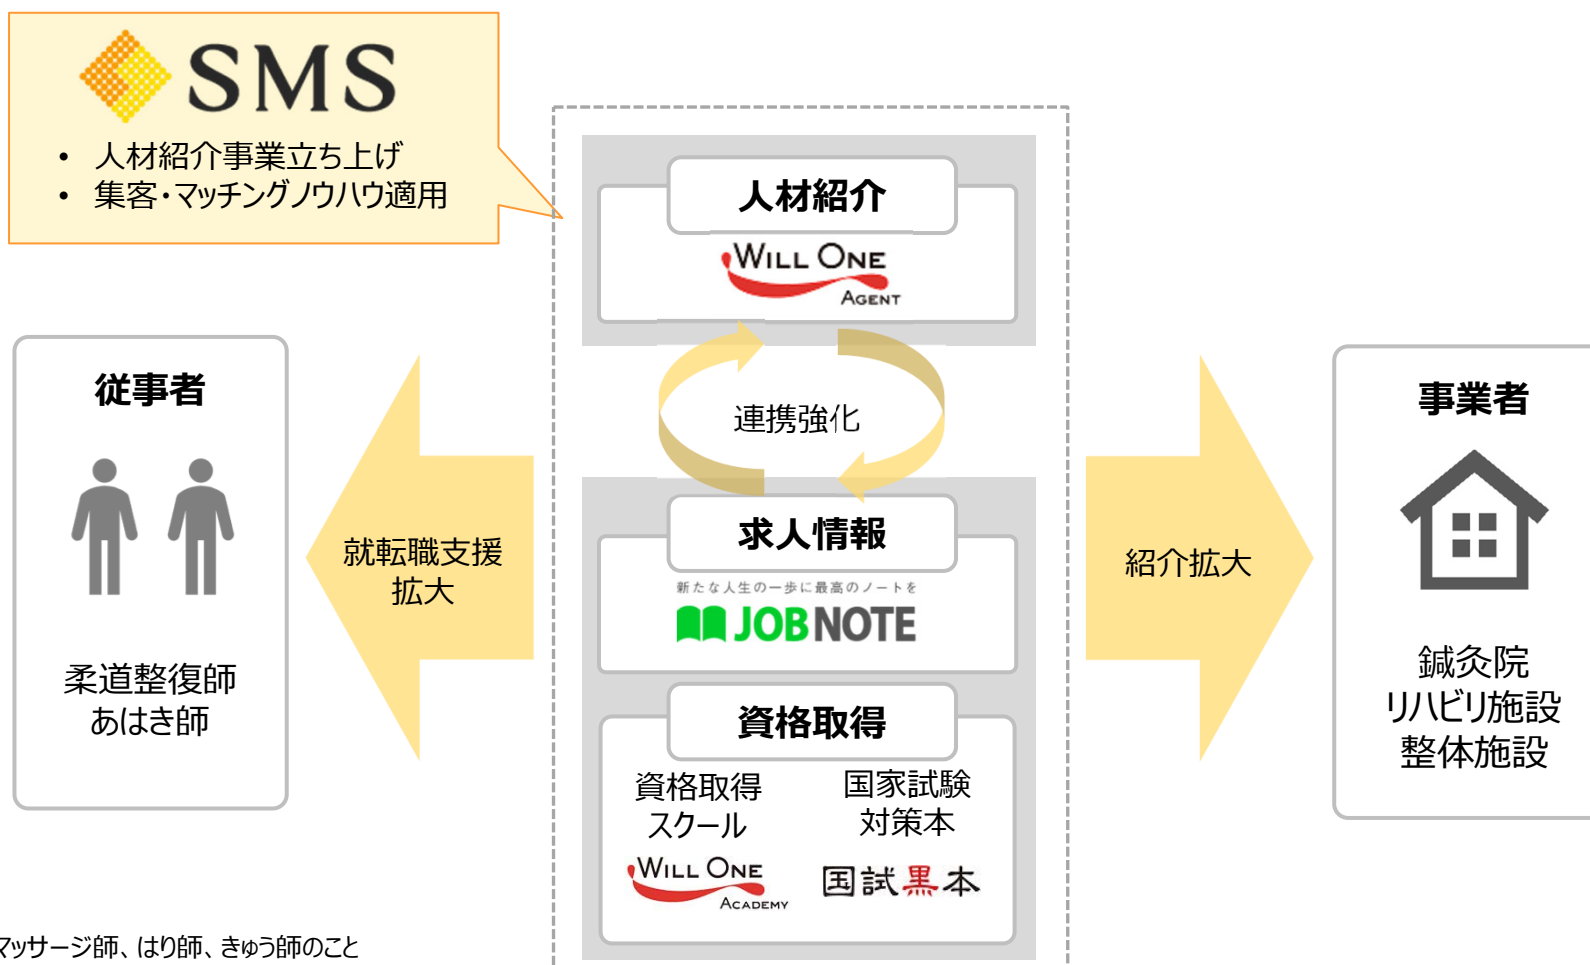 SMS
• 人材紹介事業立ち上げ
• 集客・マッチングノウハウ適用
人材紹介
WILL ONE
AGENT
連携強化
求人情報
新たな人生の一歩に最高のノートを
JOB NOTE
資格取得
資格取得
スクール
WILL ONE
ACADEMY
国家試験
対策本
国試黒本
従事者
柔道整復師
あはき師
就転職支援
拡大
紹介拡大
事業者
鍼灸院
リハビリ施設
整体施設
マッサージ師、はり師、きゅう師のこと